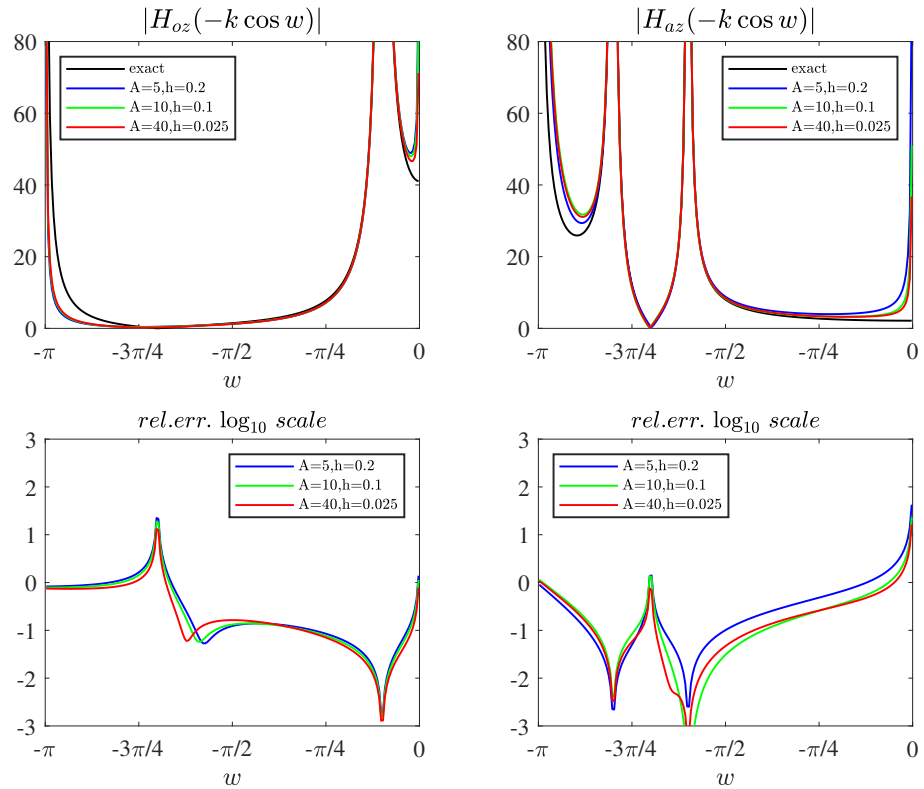 |H_{oz}(−k cos w)|
80
60
40
20
0
exact
A=5,h=0.2
A=10,h=0.1
A=40,h=0.025
-π
-3π/4
-π/2
-π/4
0
w
|H_{az}(−k cos w)|
80
60
40
20
0
exact
A=5,h=0.2
A=10,h=0.1
A=40,h=0.025
-π
-3π/4
-π/2
-π/4
0
w
rel.err. log_{10} scale
3
2
1
0
-1
-2
-3
A=5,h=0.2
A=10,h=0.1
A=40,h=0.025
-π
-3π/4
-π/2
-π/4
0
w
rel.err. log_{10} scale
3
2
1
0
-1
-2
-3
A=5,h=0.2
A=10,h=0.1
A=40,h=0.025
-π
-3π/4
-π/2
-π/4
0
w